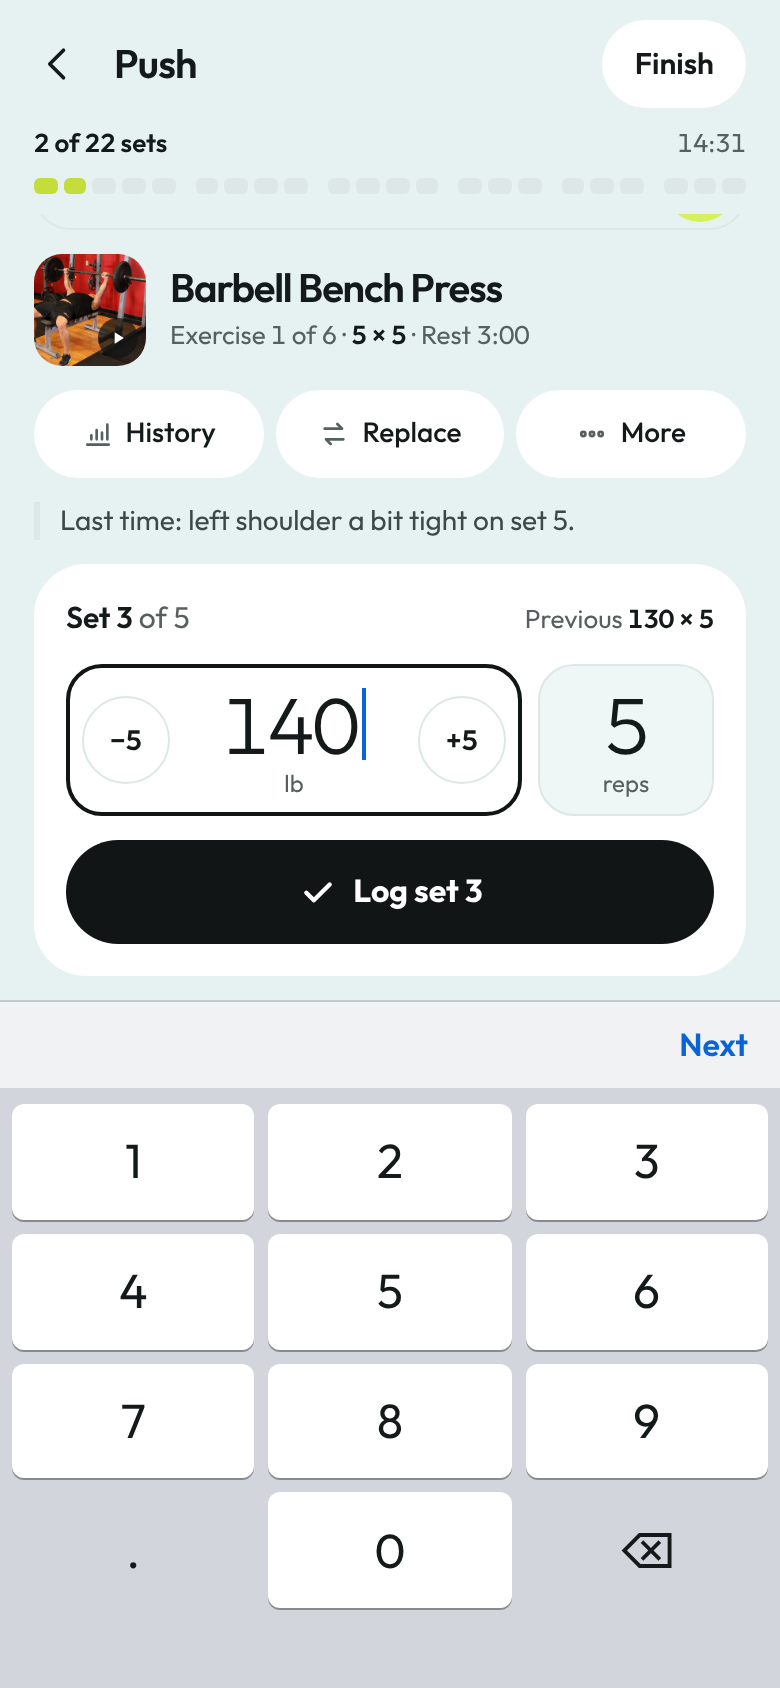 Push
Finish
2 of 22 sets
14:31
Barbell Bench Press
Exercise 1 of 6 · 5 × 5 · Rest 3:00
History
Replace
More
Last time: left shoulder a bit tight on set 5.
Set 3 of 5
Previous 130 × 5
−5
140
lb
+5
5
reps
Log set 3
Next
1
2
3
4
5
6
7
8
9
.
0